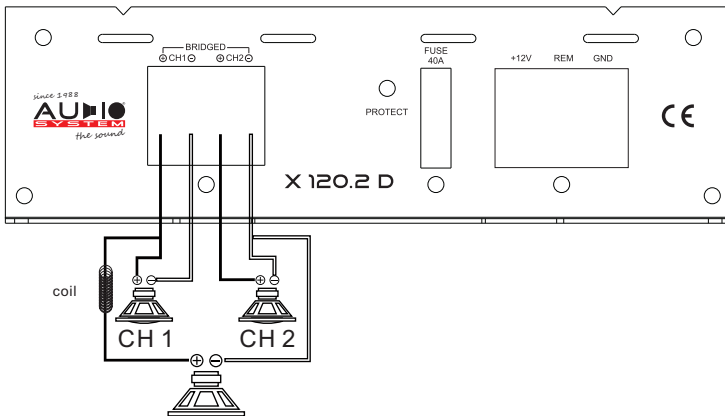 BRIDGED
⊕ CH1 ⊖ ⊕ CH2 ⊖
FUSE
40A
+12V REM GND
PROTECT
since 1988
AUDIO
SYSTEM
the sound
CE
X 120.2 D
⊕ ⊖ ⊕ ⊖
coil
CH 1 CH 2
⊕ ⊖